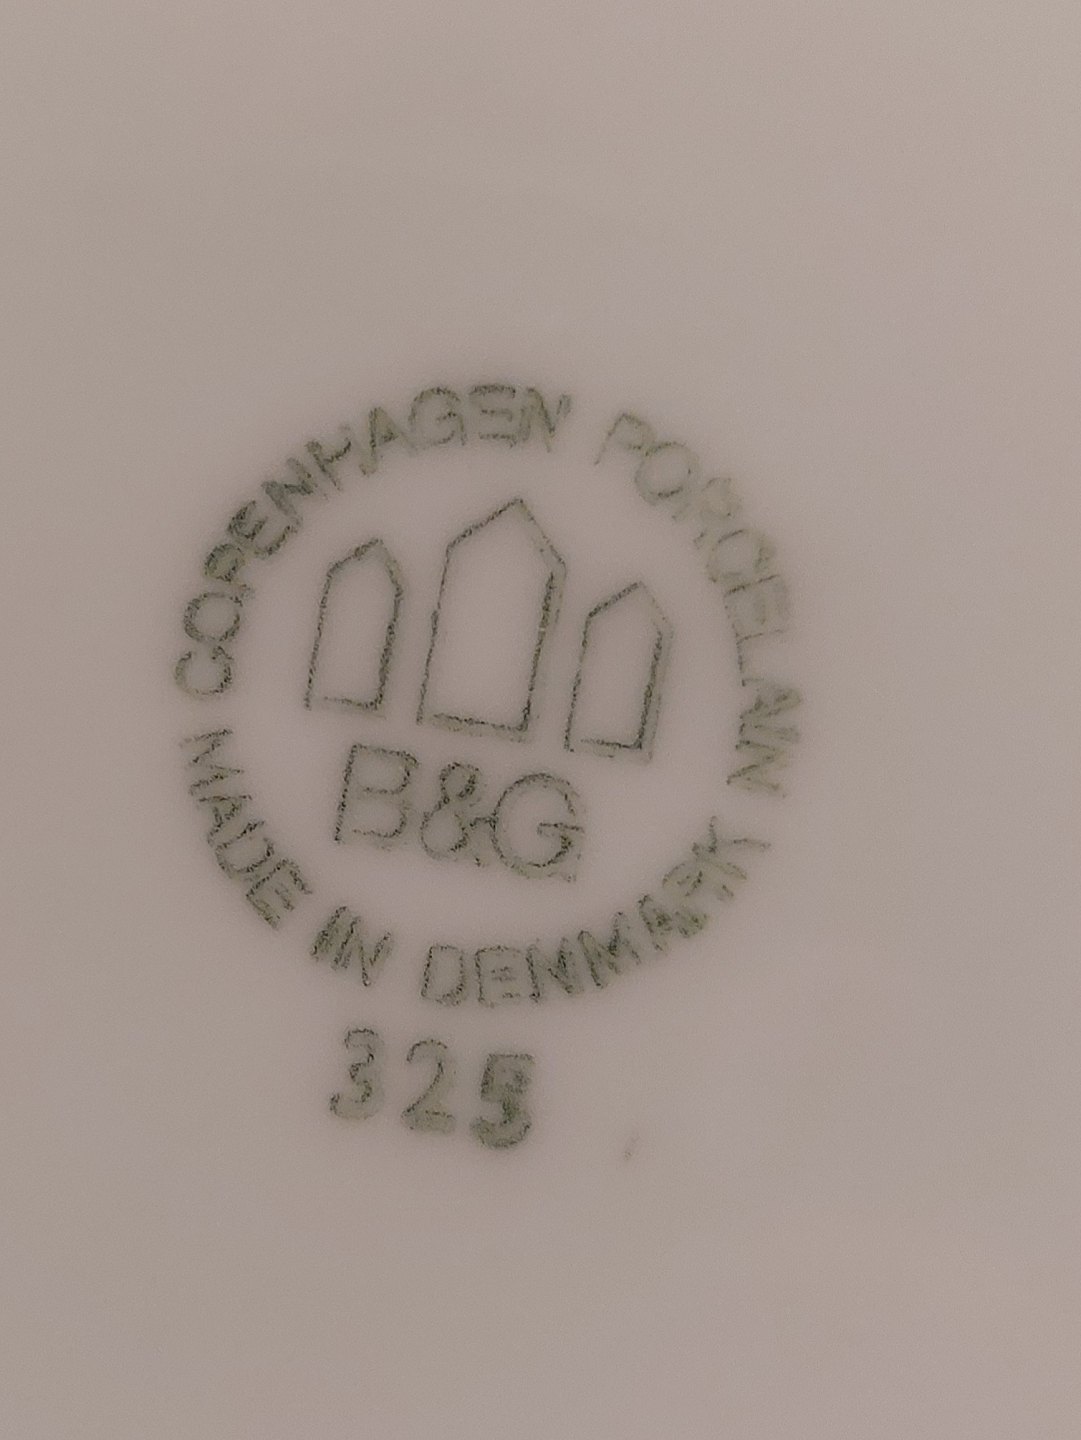 COPENHAGEN PORCELAIN
B&G
MADE IN DENMARK
325